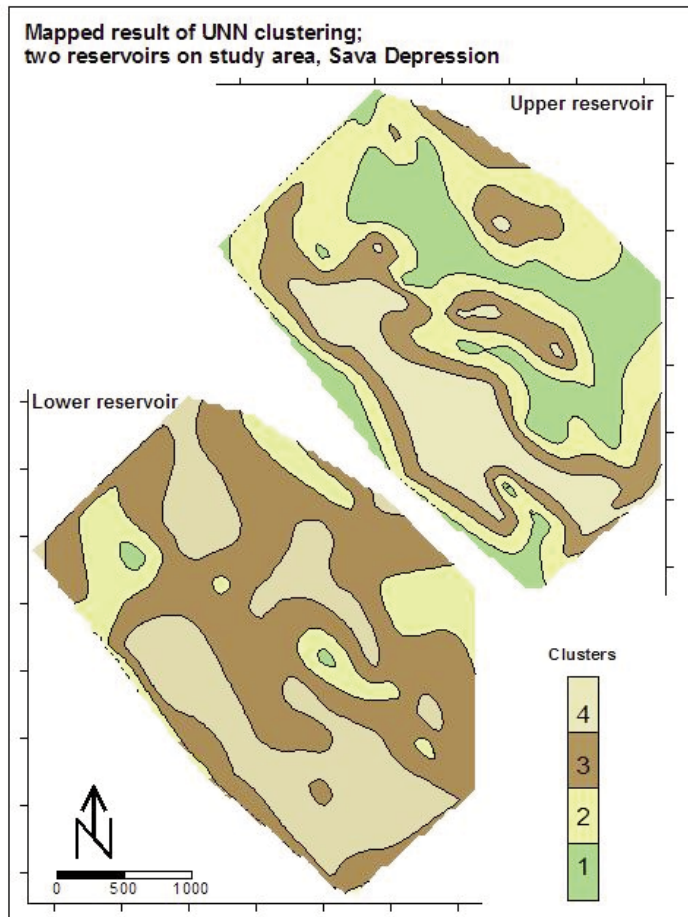 Mapped result of UNN clustering;
two reservoirs on study area, Sava Depression
Upper reservoir
Lower reservoir
Clusters
4
3
2
1
N
0 500 1000